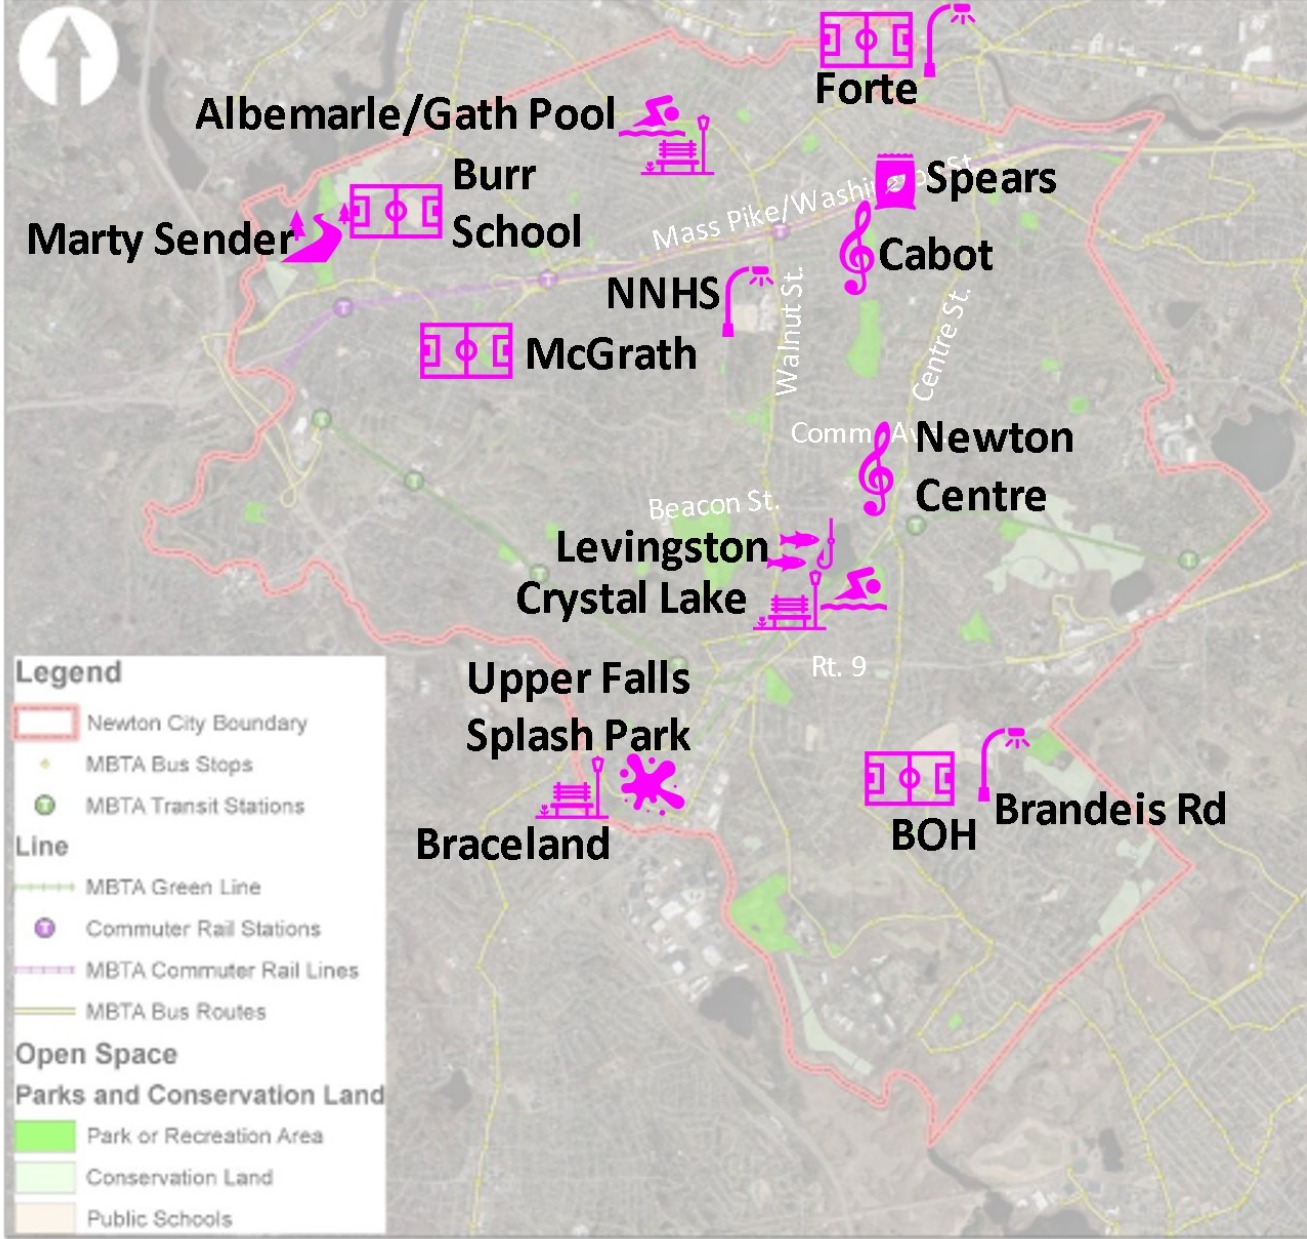 Forte
Albemarle/Gath Pool
Burr
School
Spears
Mass Pike/Washington St.
Marty Sender
Cabot
NNHS
Walnut St.
Centre St.
McGrath
Comm. Ave.
Newton
Centre
Beacon St.
Levingston
Crystal Lake
Rt. 9
Upper Falls
Splash Park
Braceland
BOH
Brandeis Rd
Legend
Newton City Boundary
MBTA Bus Stops
T MBTA Transit Stations
Line
MBTA Green Line
T Commuter Rail Stations
MBTA Commuter Rail Lines
MBTA Bus Routes
Open Space
Parks and Conservation Land
Park or Recreation Area
Conservation Land
Public Schools